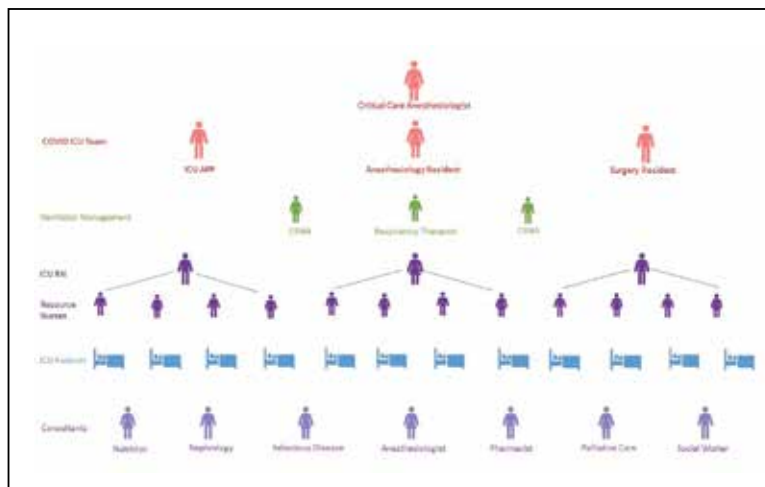 Critical Care Anesthesiologist
COVID ICU Team
ICU APP
Anesthesiology Resident
Surgery Resident
Ventilator Management
CRNA
Respiratory Therapist
CRNA
ICU RN
Resource
Nurses
ICU Patients
Consultants
Nutrition
Nephrology
Infectious Disease
Anesthesiologist
Pharmacist
Palliative Care
Social Worker